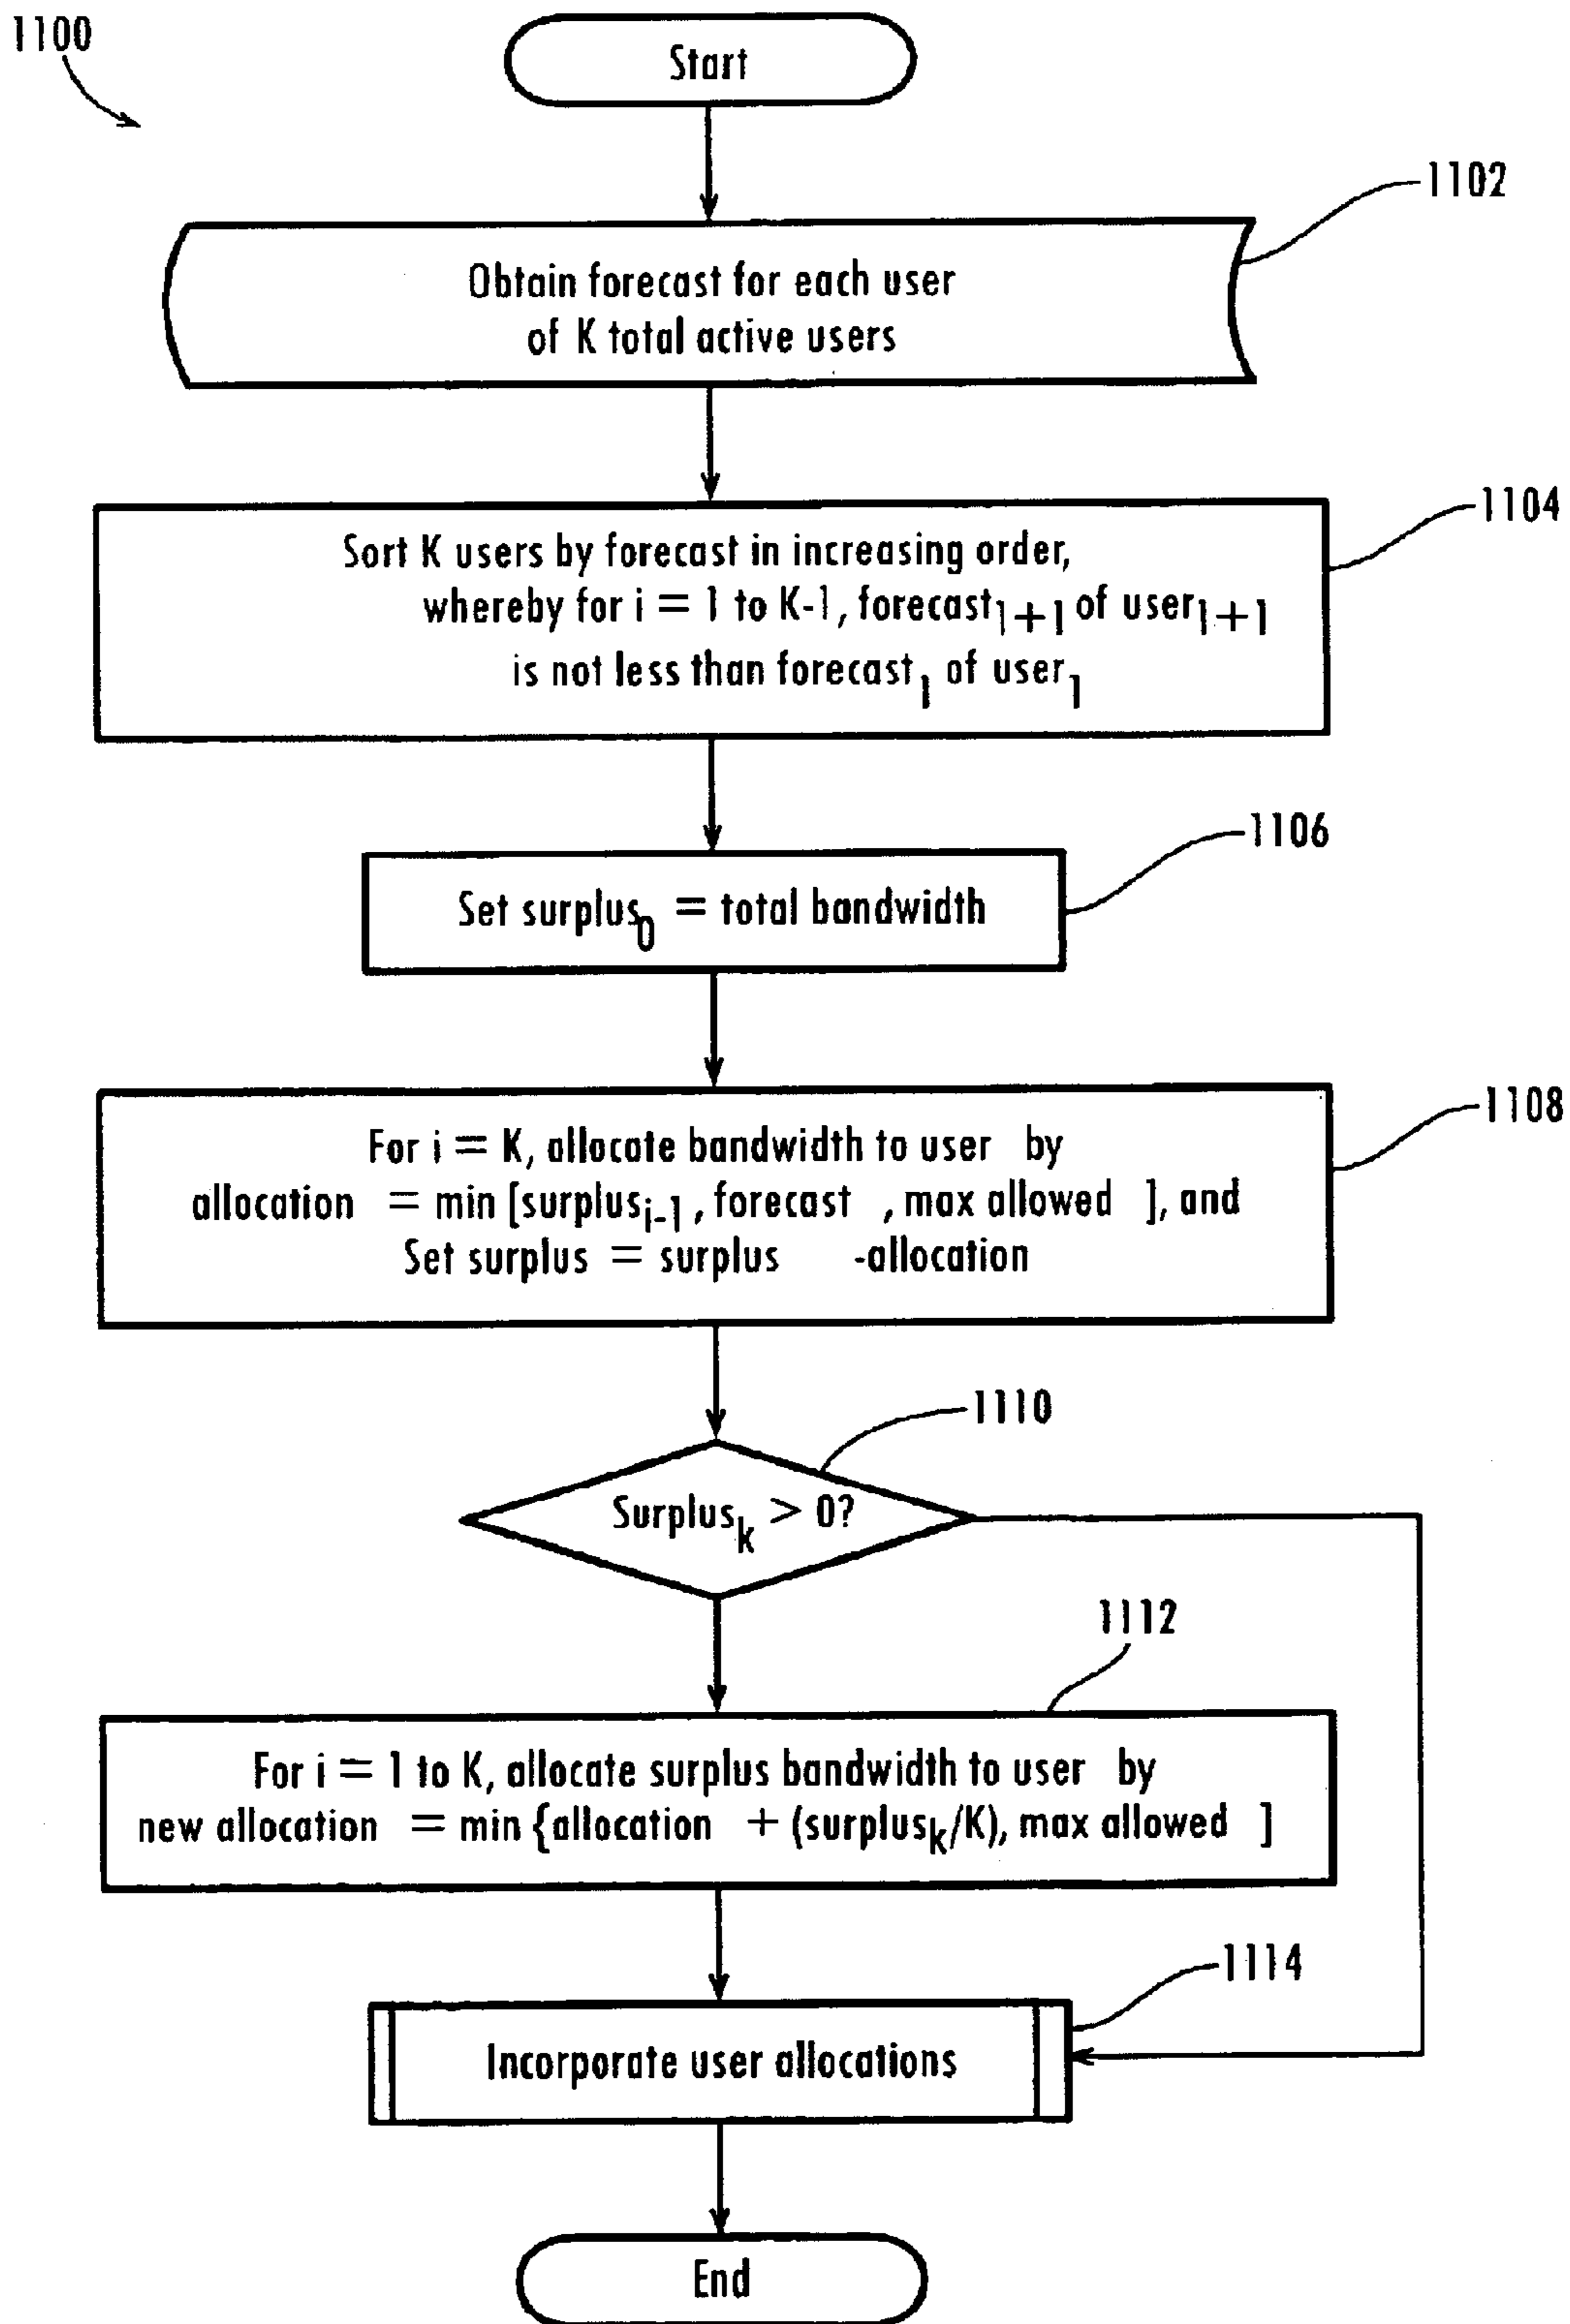 1100
Start
1102
Obtain forecast for each user
of K total active users
1104
Sort K users by forecast in increasing order,
whereby for i = 1 to K-1, forecast₁₊₁ of user₁₊₁
is not less than forecast₁ of user₁
1106
Set surplus₀ = total bandwidth
1108
For i = K, allocate bandwidth to user by
allocation = min [surplusᵢ₋₁, forecast , max allowed ], and
Set surplus = surplus -allocation
1110
Surplusₖ > 0?
1112
For i = 1 to K, allocate surplus bandwidth to user by
new allocation = min {allocation + (surplusₖ/K), max allowed ]
1114
Incorporate user allocations
End